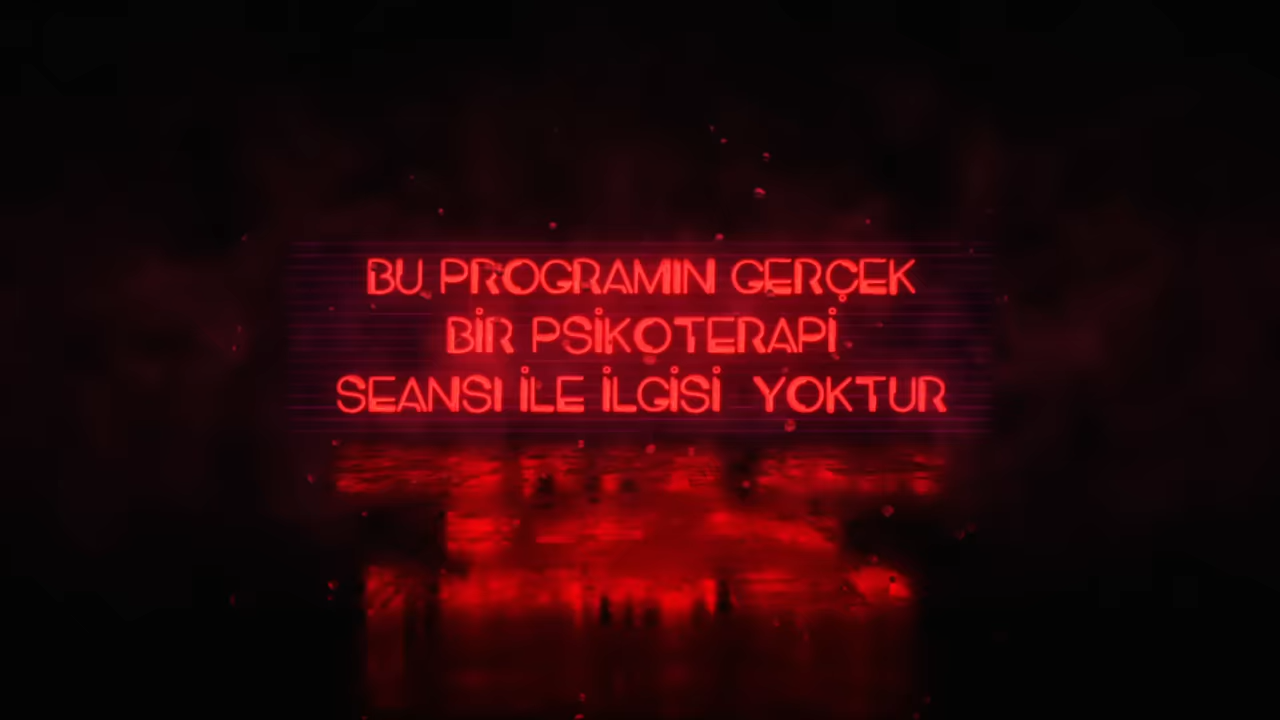 BU PROGRAMIN GERÇEK
BİR PSİKOTERAPİ
SEANSI İLE İLGİSİ YOKTUR